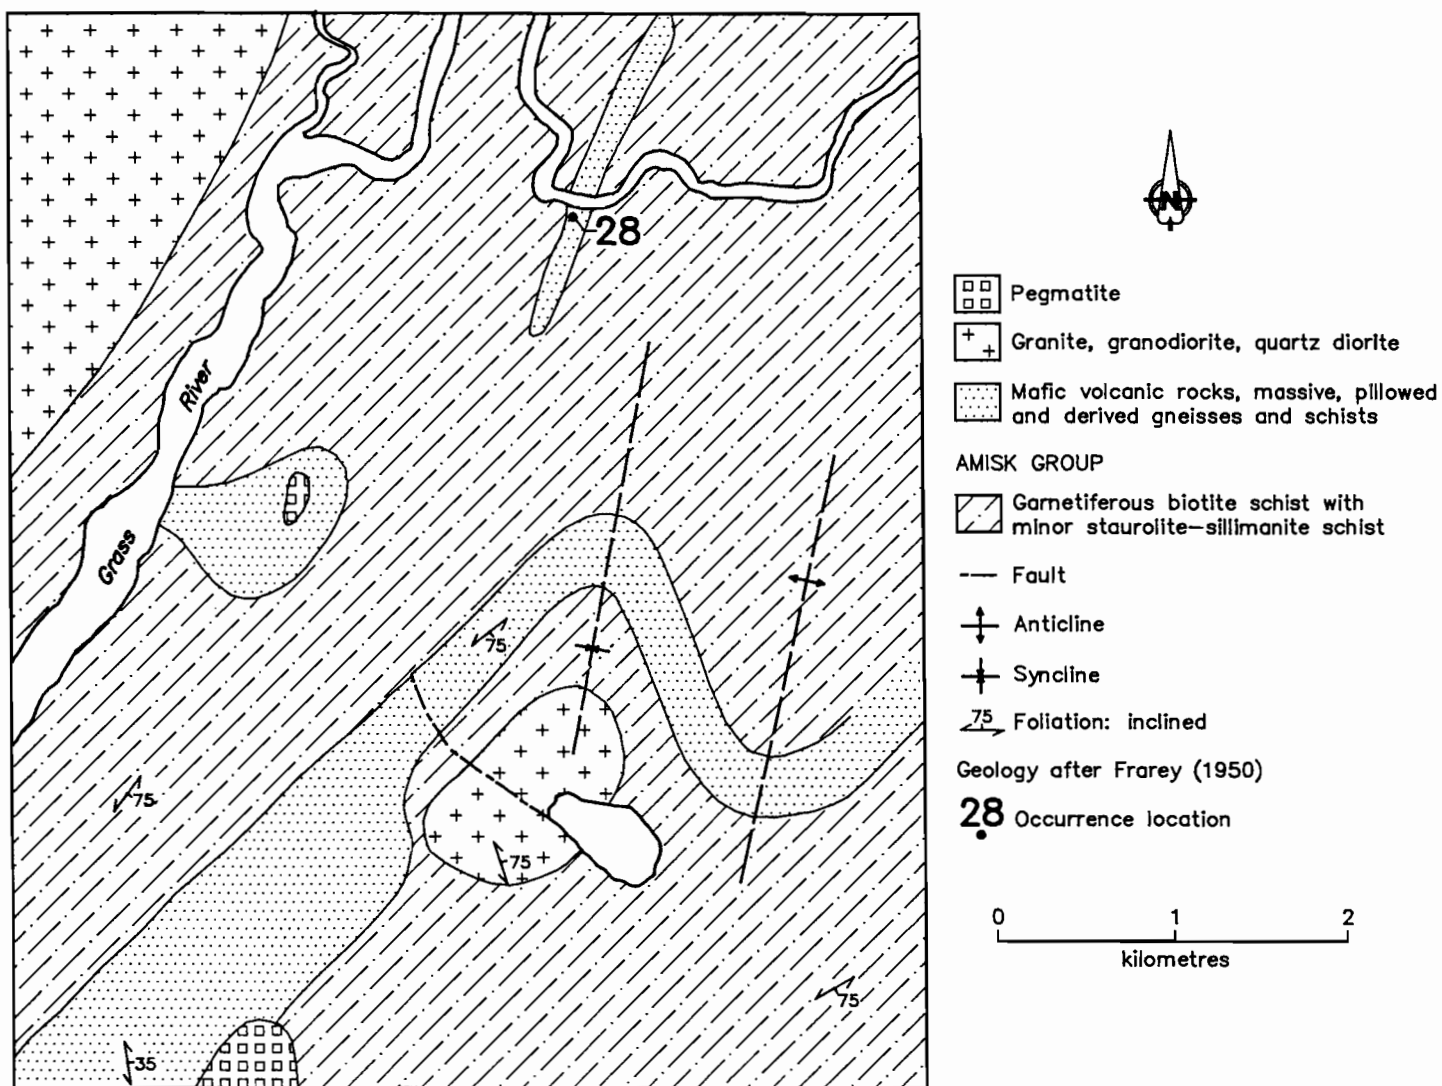 28
River
Grass
75
75
75
75
35
N
Pegmatite
Granite, granodiorite, quartz diorite
Mafic volcanic rocks, massive, pillowed
and derived gneisses and schists
AMISK GROUP
Garnetiferous biotite schist with
minor staurolite-sillimanite schist
Fault
Anticline
Syncline
75 Foliation: inclined
Geology after Frarey (1950)
28 Occurrence location
0 1 2
kilometres